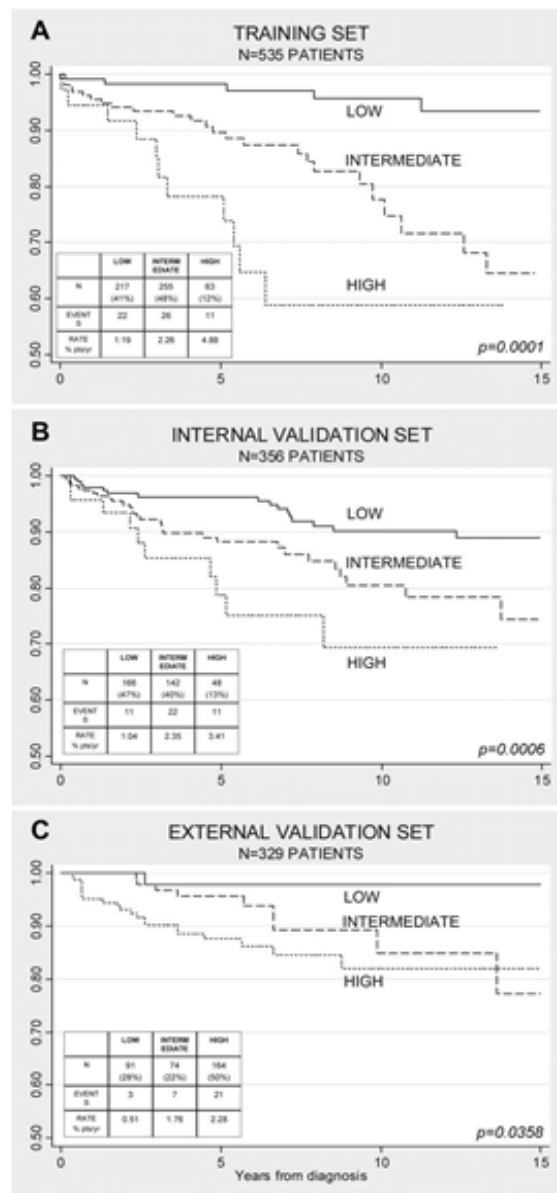 A
TRAINING SET
N=535 PATIENTS
1.00
0.90
0.80
0.70
0.60
0.50
LOW
INTERMEDIATE
HIGH
LOW INTERM EDIATE HIGH
N 217 (41%) 255 (48%) 63 (12%)
EVENT S 22 26 11
RATE % pts/yr 1.19 2.26 4.88
p=0.0001
0 5 10 15
B
INTERNAL VALIDATION SET
N=356 PATIENTS
1.00
0.90
0.80
0.70
0.60
0.50
LOW
INTERMEDIATE
HIGH
LOW INTERM EDIATE HIGH
N 166 (47%) 142 (40%) 48 (13%)
EVENT S 11 22 11
RATE % pts/yr 1.04 2.35 3.41
p=0.0006
0 5 10 15
C
EXTERNAL VALIDATION SET
N=329 PATIENTS
1.00
0.90
0.80
0.70
0.60
0.50
LOW
INTERMEDIATE
HIGH
LOW INTERM EDIATE HIGH
N 91 (28%) 74 (22%) 164 (50%)
EVENT S 3 7 21
RATE % pts/yr 0.51 1.76 2.28
p=0.0358
0 5 10 15
Years from diagnosis